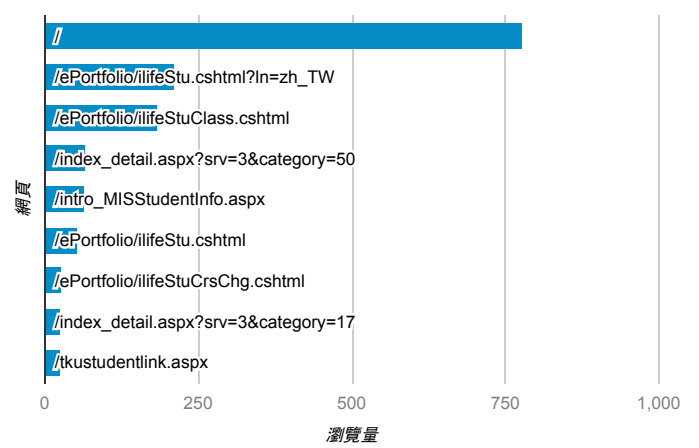 /
/ePortfolio/ilifeStu.cshtml?ln=zh_TW
/ePortfolio/ilifeStuClass.cshtml
/index_detail.aspx?srv=3&category=50
/intro_MISStudentInfo.aspx
/ePortfolio/ilifeStu.cshtml
/ePortfolio/ilifeStuCrsChg.cshtml
/index_detail.aspx?srv=3&category=17
/tkustudentlink.aspx
網頁
0 250 500 750 1,000
瀏覽量